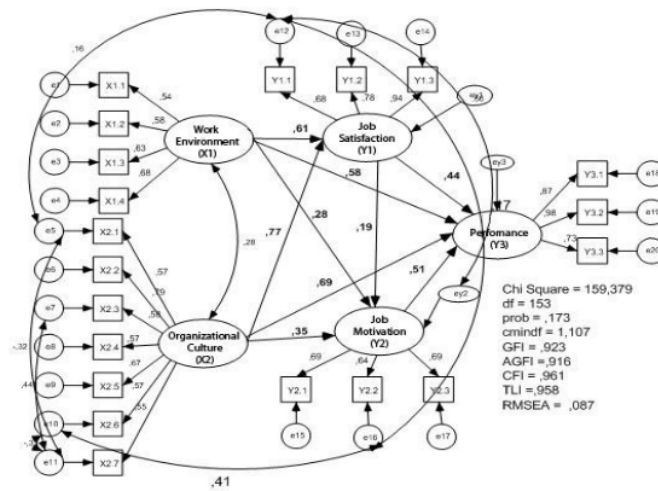 e12
e13
e14
,16
e1
X1.1
Y1.1
Y1.2
Y1.3
,54
,68
,78
,94
e2
X1.2
,58
Work
Environment
(X1)
,61
Job
Satisfaction
(Y1)
e3
X1.3
,63
,58
,44
ey3
Y3.1
e18
e4
X1.4
,68
,87
e5
X2.1
,28
,28
,77
,19
Perfomance
(Y3)
,98
Y3.2
e19
e6
X2.2
,57
,73
Y3.3
e20
e7
X2.3
,58
,69
,51
ey2
Organizational
Culture
(X2)
,35
Job
Motivation
(Y2)
-,32
e8
X2.4
,57
,67
,44
e9
X2.5
,57
,69
,64
,69
e10
X2.6
,55
Y2.1
Y2.2
Y2.3
e11
X2.7
e15
e16
e17
,41
Chi Square = 159,379
df = 153
prob = ,173
cmindf = 1,107
GFI = ,923
AGFI = ,916
CFI = ,961
TLI = ,958
RMSEA = ,087